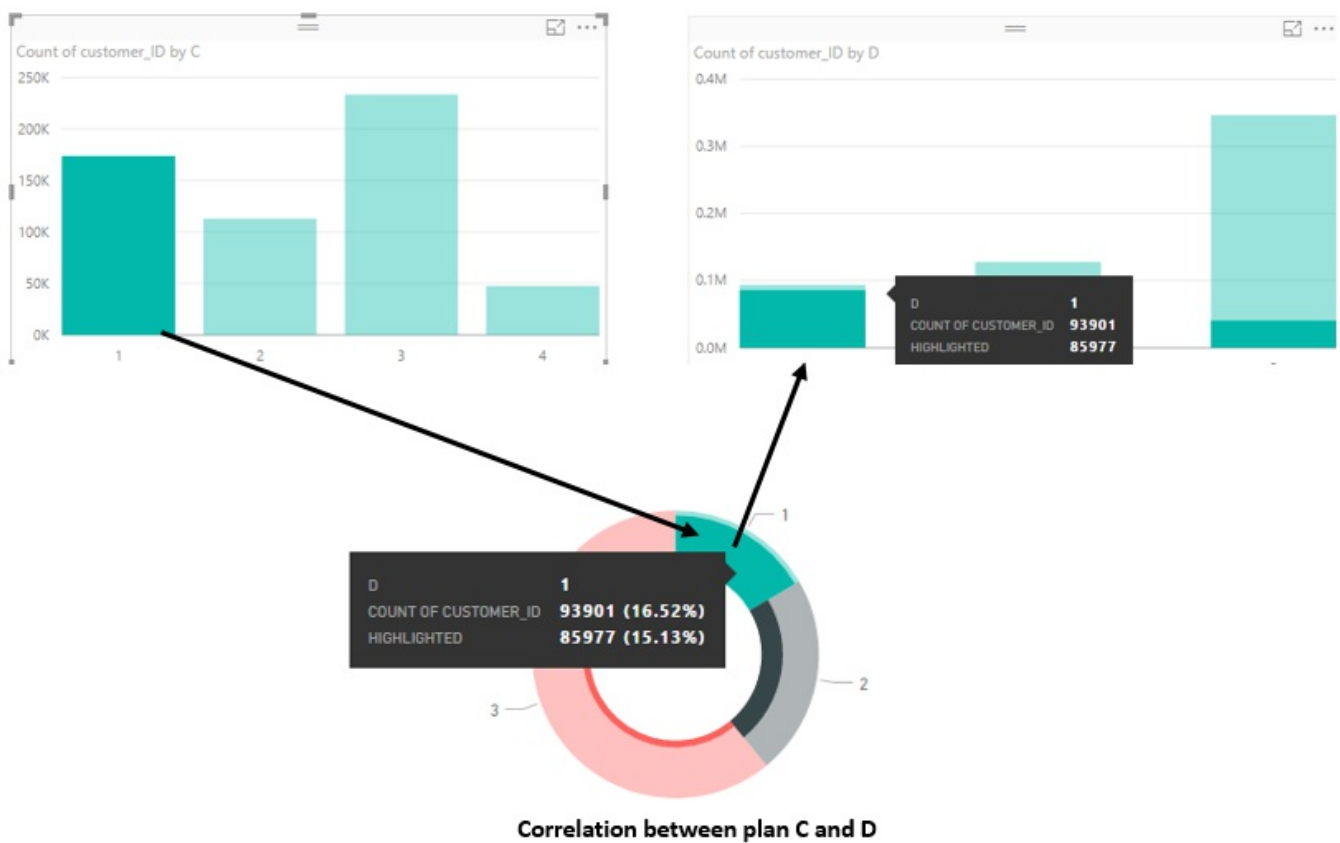 Count of customer_ID by C
250K
200K
150K
100K
50K
0K
1 2 3 4
Count of customer_ID by D
0.4M
0.3M
0.2M
0.1M
0.0M
D 1
COUNT OF CUSTOMER_ID 93901
HIGHLIGHTED 85977
1
D 1
COUNT OF CUSTOMER_ID 93901 (16.52%)
HIGHLIGHTED 85977 (15.13%)
2
3
Correlation between plan C and D